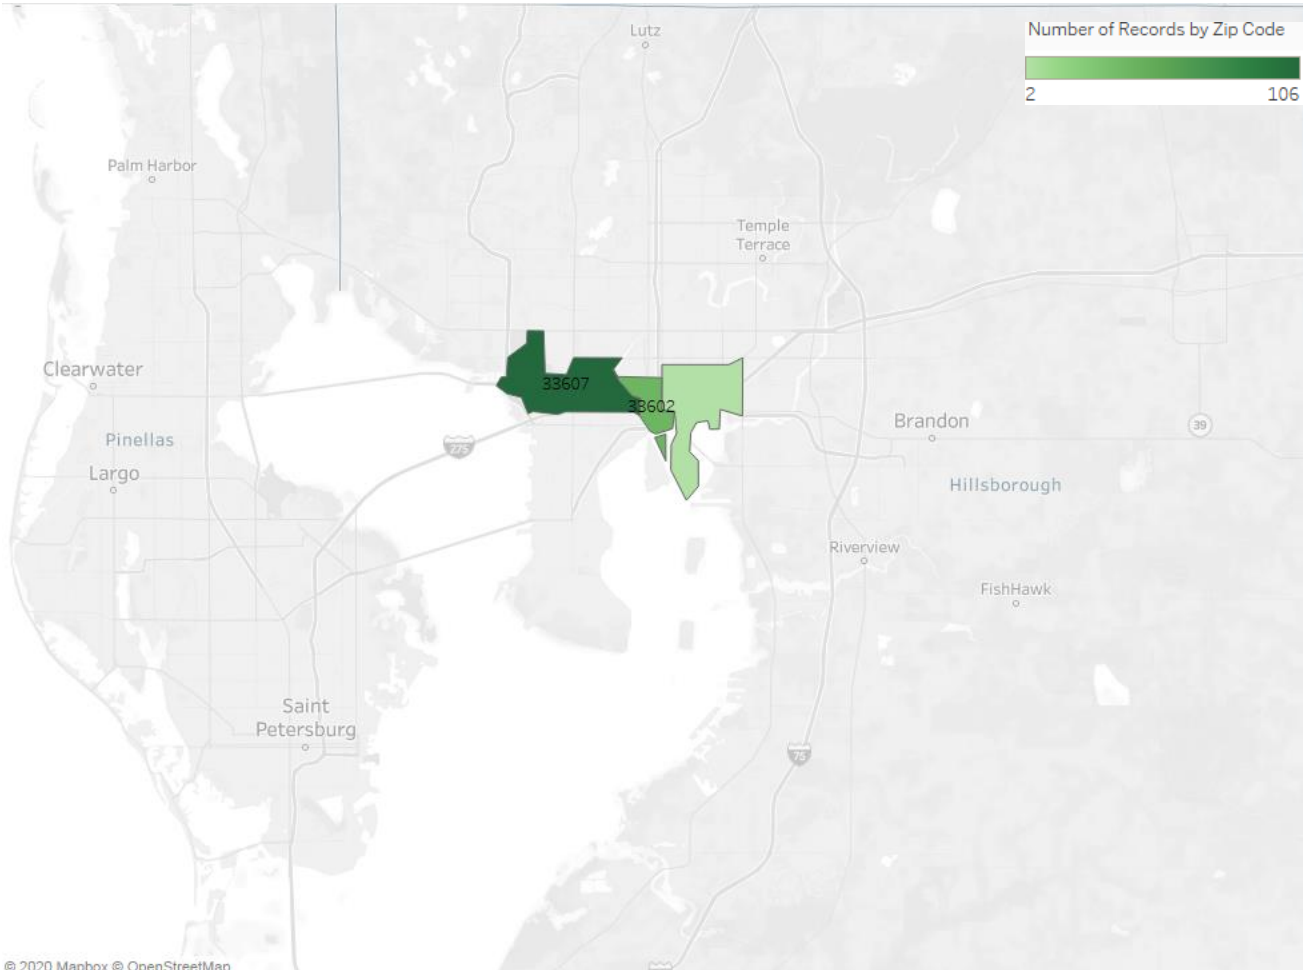 Lutz
Number of Records by Zip Code
2 106
Palm Harbor
Temple
Terrace
Clearwater
33607
33602
Brandon
39
Pinellas
275
Largo
Hillsborough
Riverview
FishHawk
Saint
Petersburg
75
© 2020 Mapbox © OpenStreetMap